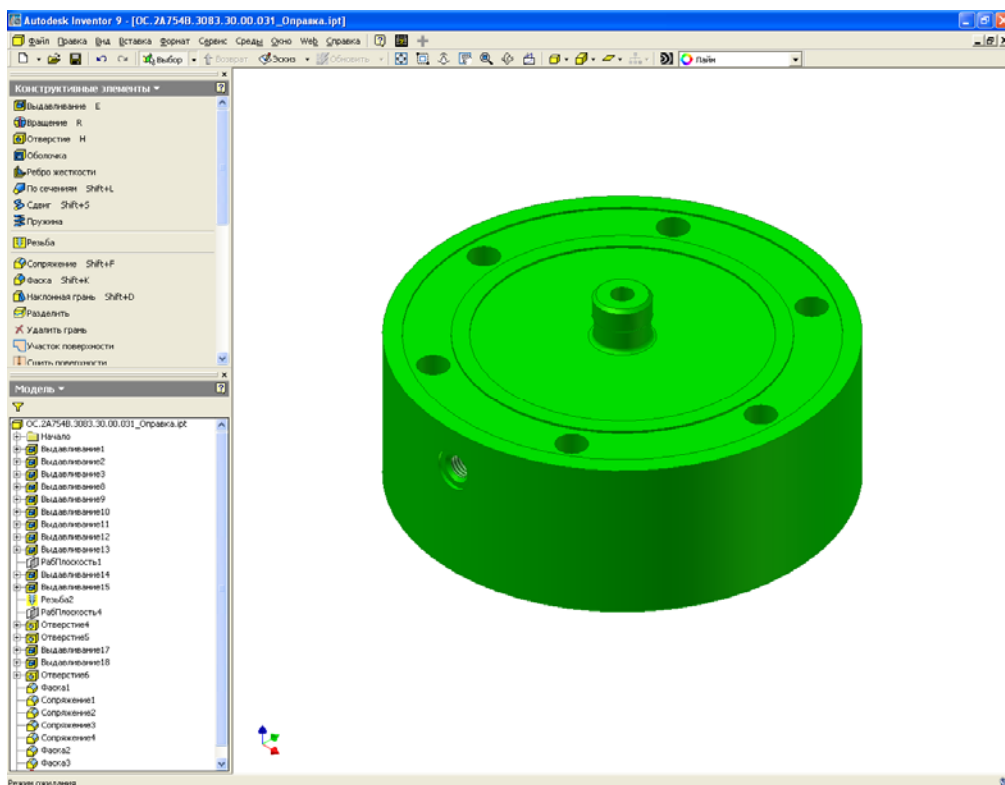 Autodesk Inventor 9 - [ОС.2А754В.30В3.30.00.031_Оправка.ipt]
Файл Правка Вид Вставка Формат Сервис Среды Окно Web Справка
Выбор Возврат Эскиз Обновить Лайм
Конструктивные элементы
Выдавливание E
Вращение R
Отверстие H
Оболочка
Ребро жесткости
По сечениям Shift+L
Сдвиг Shift+S
Пружина
Резьба
Сопряжение Shift+F
Фаска Shift+K
Наклонная грань Shift+D
Разделить
Удалить грань
Участок поверхности
Сшить поверхности
Модель
ОС.2А754В.30В3.30.00.031_Оправка.ipt
Начало
Выдавливание1
Выдавливание2
Выдавливание3
Выдавливание8
Выдавливание9
Выдавливание10
Выдавливание11
Выдавливание12
Выдавливание13
РабПлоскость1
Выдавливание14
Выдавливание15
Резьба2
РабПлоскость4
Отверстие4
Отверстие5
Выдавливание17
Выдавливание18
Отверстие6
Фаска1
Сопряжение1
Сопряжение2
Сопряжение3
Сопряжение4
Фаска2
Фаска3
Режим ожидания